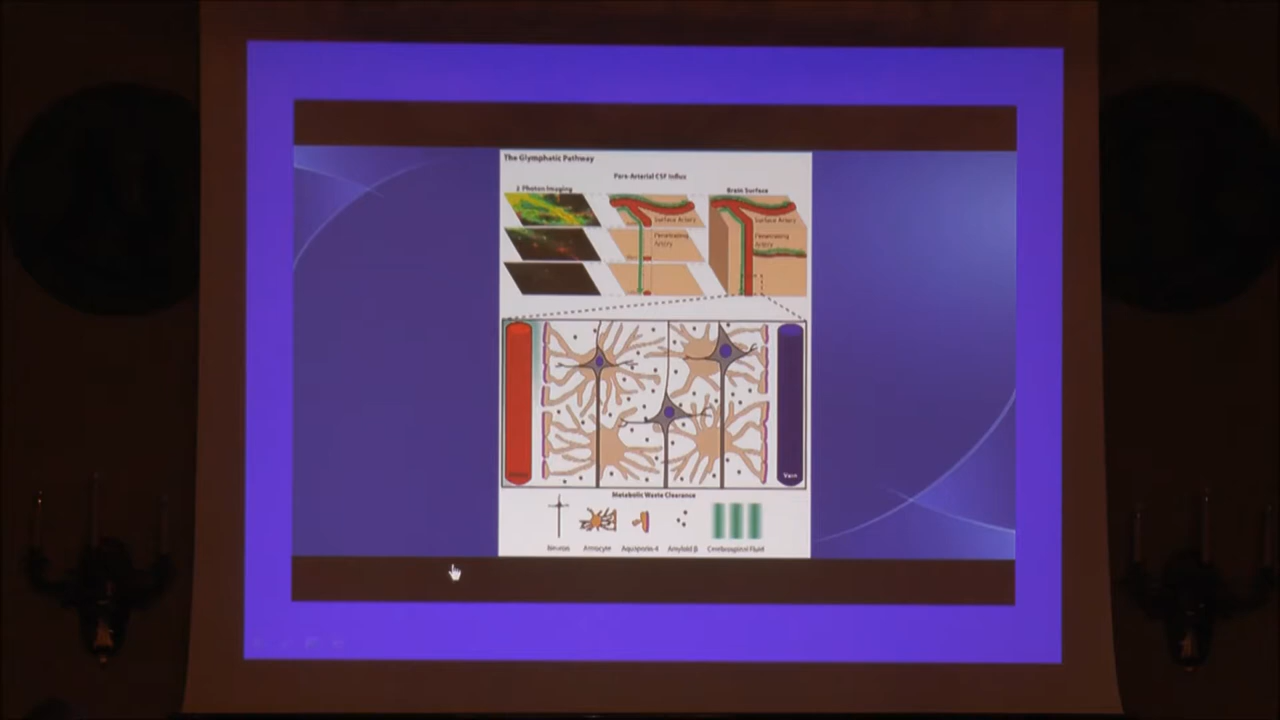 The Glymphatic Pathway
Para-Arterial CSF Influx
2 Photon Imaging
Brain Surface
Surface Artery
Surface Artery
Penetrating
Artery
Penetrating
Artery
Vein
Metabolic Waste Clearance
Neuron Astrocyte Aquaporin-4 Amyloid β Cerebrospinal Fluid